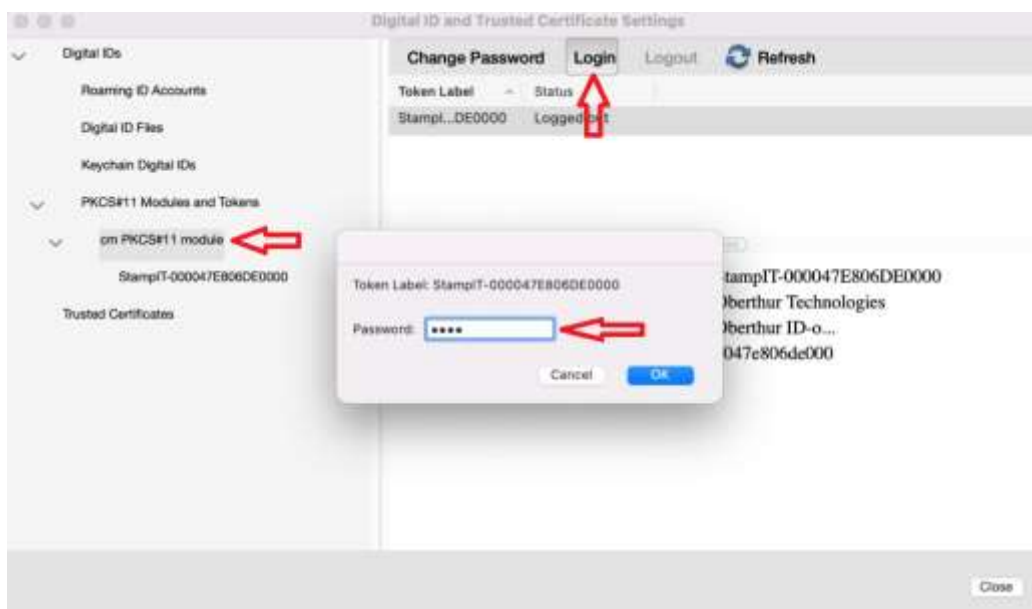 Digital ID and Trusted Certificate Settings
Digital IDs
Roaming ID Accounts
Digital ID Files
Keychain Digital IDs
PKCS#11 Modules and Tokens
cm PKCS#11 module
StampIT-000047E806DE0000
Trusted Certificates
Change Password Login Logout Refresh
Token Label Status
StampI...DE0000 Logged out
Token Label: StampIT-000047E806DE0000
Password:
Cancel OK
tampIT-000047E806DE0000
berthur Technologies
berthur ID-o...
047e806de000
Close